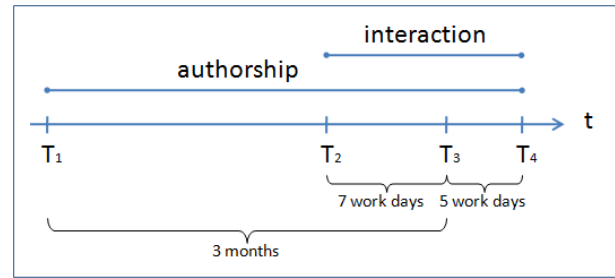 interaction
authorship
t
T1 T2 T3 T4
7 work days 5 work days
3 months